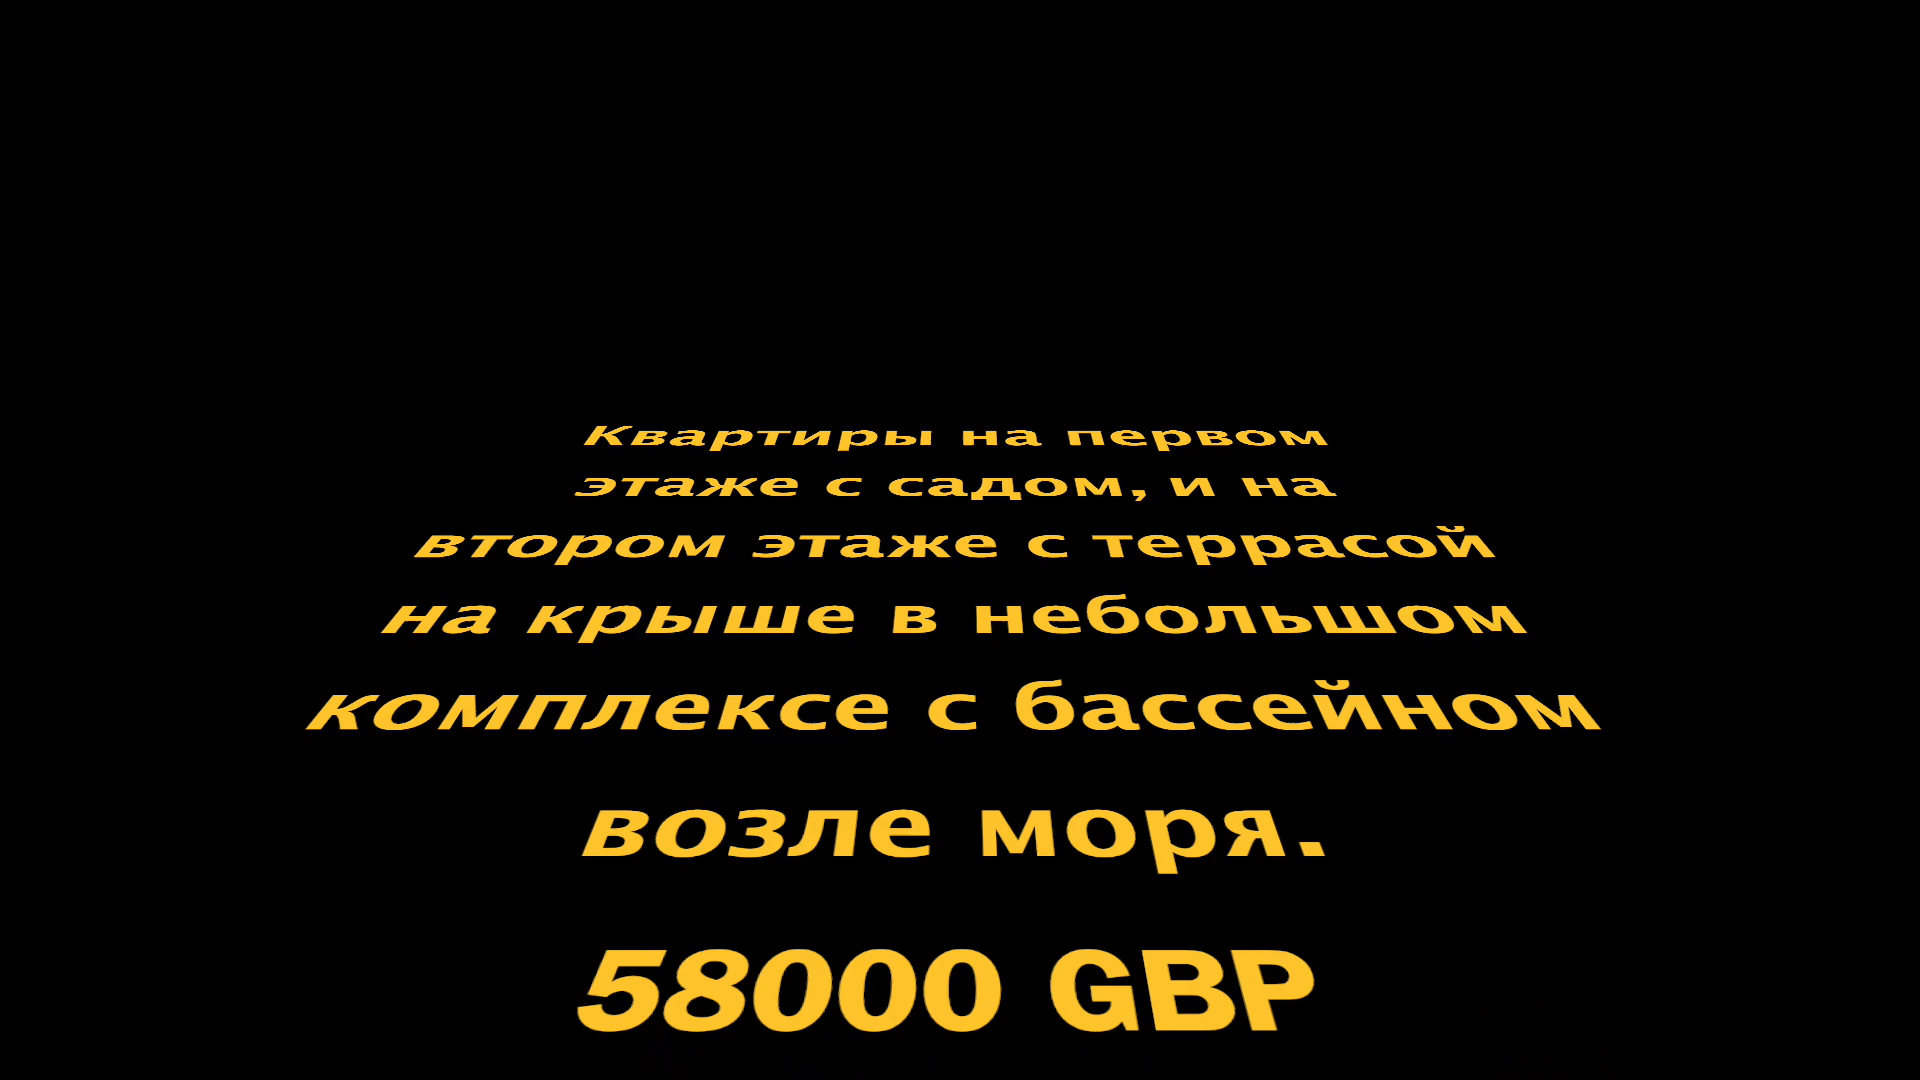 Квартиры на первом
этаже с садом, и на
втором этаже с террасой
на крыше в небольшом
комплексе с бассейном
возле моря.
58000 GBP